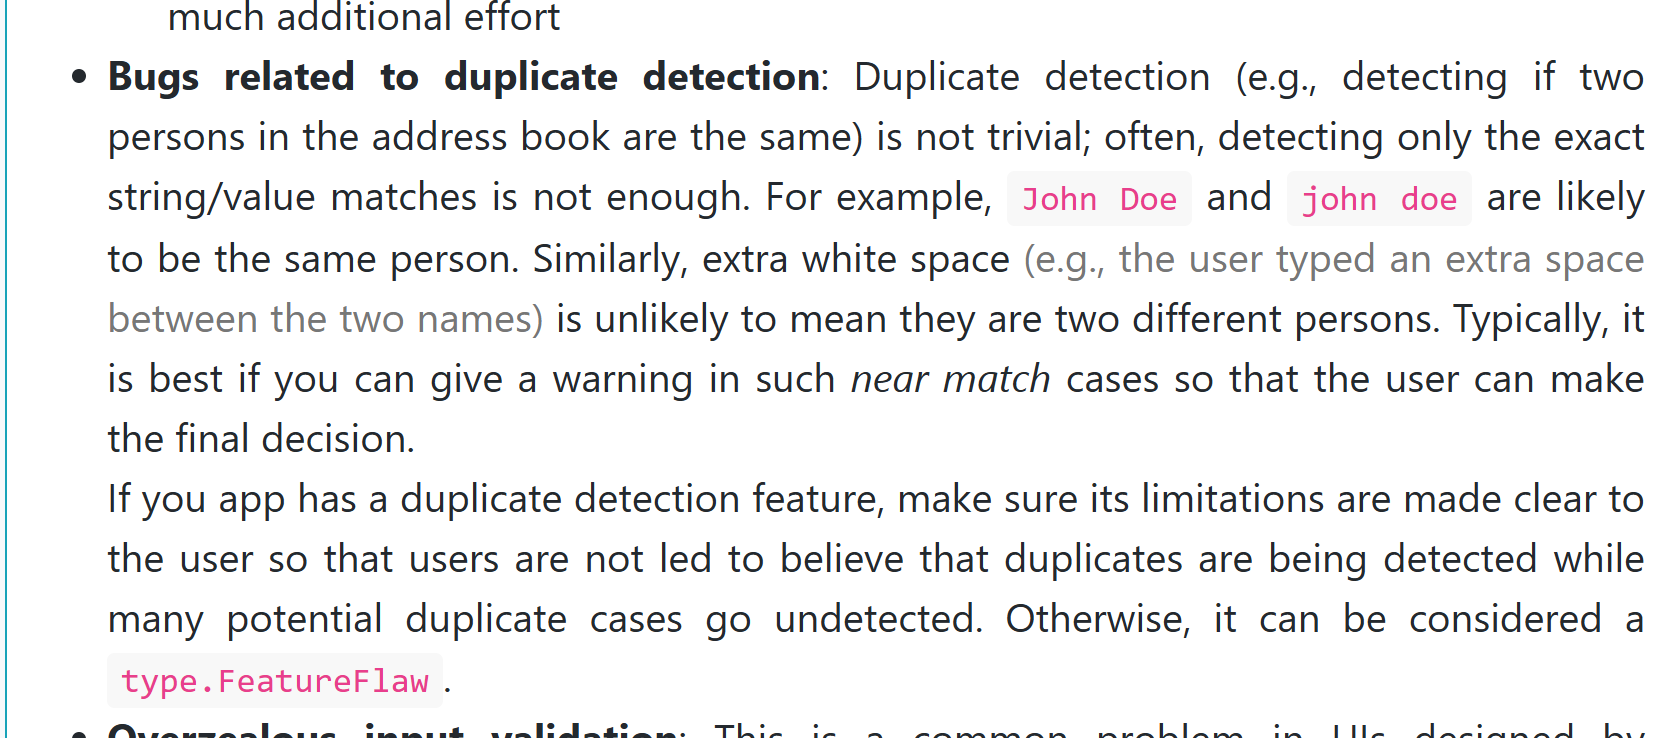 much additional effort
• Bugs related to duplicate detection: Duplicate detection (e.g., detecting if two
persons in the address book are the same) is not trivial; often, detecting only the exact
string/value matches is not enough. For example, John Doe and john doe are likely
to be the same person. Similarly, extra white space (e.g., the user typed an extra space
between the two names) is unlikely to mean they are two different persons. Typically, it
is best if you can give a warning in such near match cases so that the user can make
the final decision.
If you app has a duplicate detection feature, make sure its limitations are made clear to
the user so that users are not led to believe that duplicates are being detected while
many potential duplicate cases go undetected. Otherwise, it can be considered a
type.FeatureFlaw.
• Overzealous input validation: This is a common problem in UIs designed by